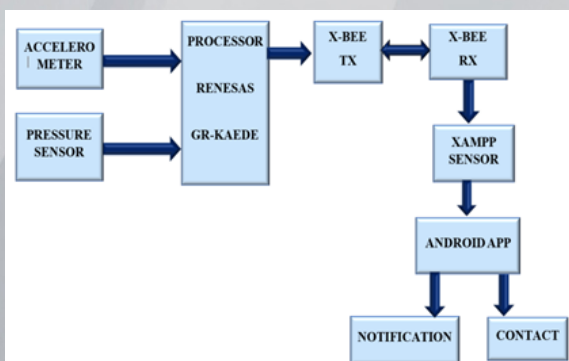 ACCELERO
METER
PRESSURE
SENSOR
PROCESSOR
RENESAS
GR-KAEDE
X-BEE
TX
X-BEE
RX
XAMPP
SENSOR
ANDROID APP
NOTIFICATION
CONTACT